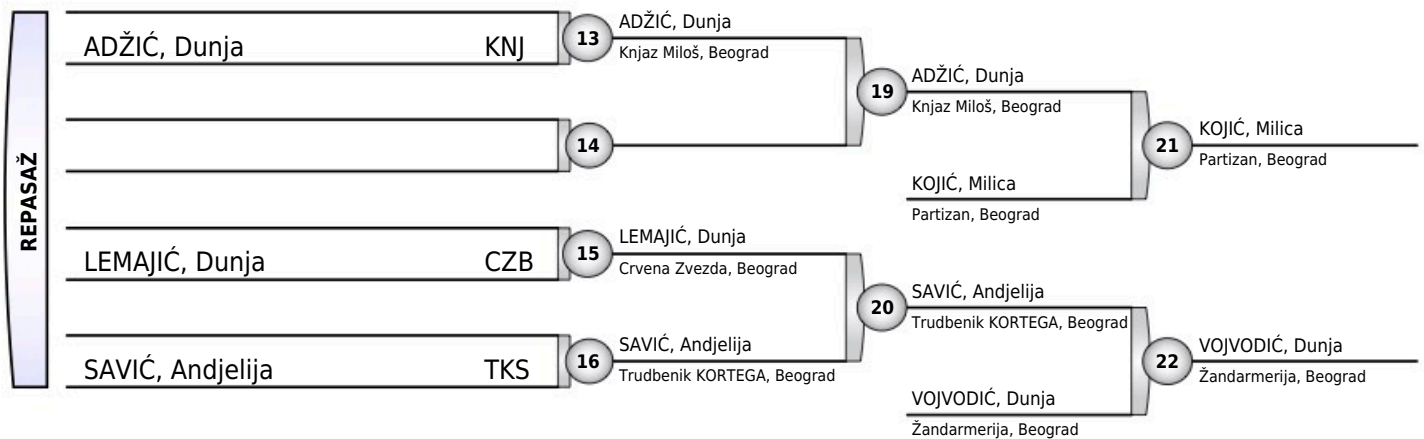 REPASAŽ
ADŽIĆ, Dunja KNJ
13
ADŽIĆ, Dunja
Knjaz Miloš, Beograd
14
19
ADŽIĆ, Dunja
Knjaz Miloš, Beograd
KOJIĆ, Milica
Partizan, Beograd
21
KOJIĆ, Milica
Partizan, Beograd
LEMAJIĆ, Dunja CZB
15
LEMAJIĆ, Dunja
Crvena Zvezda, Beograd
SAVIĆ, Andjelija TKS
16
SAVIĆ, Andjelija
Trudbenik KORTEGA, Beograd
20
SAVIĆ, Andjelija
Trudbenik KORTEGA, Beograd
VOJVODIĆ, Dunja
Žandarmerija, Beograd
22
VOJVODIĆ, Dunja
Žandarmerija, Beograd